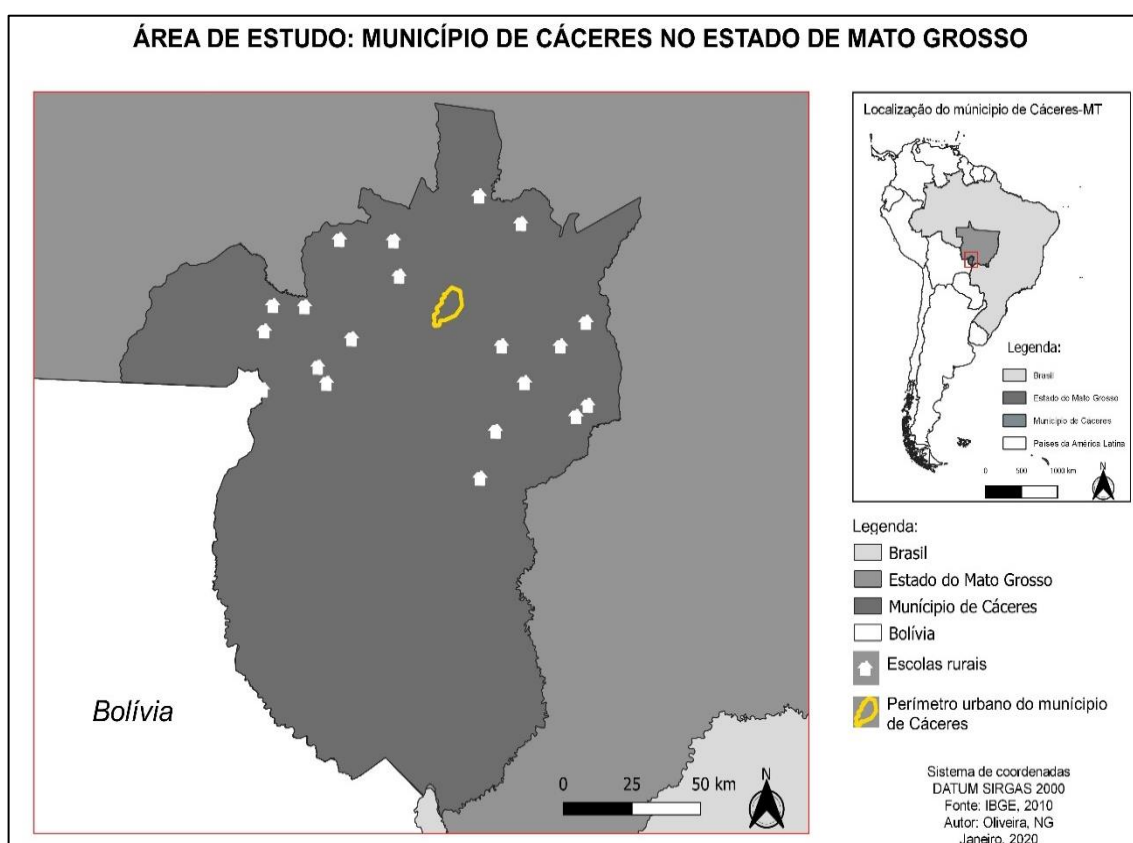 ÁREA DE ESTUDO: MUNICÍPIO DE CÁCERES NO ESTADO DE MATO GROSSO
Bolívia
0 25 50 km
N
Localização do múnicipio de Cáceres-MT
Legenda:
Brasil
Estado do Mato Grosso
Municipio de Caceres
Países da América Latina
0 500 1000 km
N
Legenda:
Brasil
Estado do Mato Grosso
Munícipio de Cáceres
Bolívia
Escolas rurais
Perímetro urbano do munícipio
de Cáceres
Sistema de coordenadas
DATUM SIRGAS 2000
Fonte: IBGE, 2010
Autor: Oliveira, NG
Janeiro, 2020